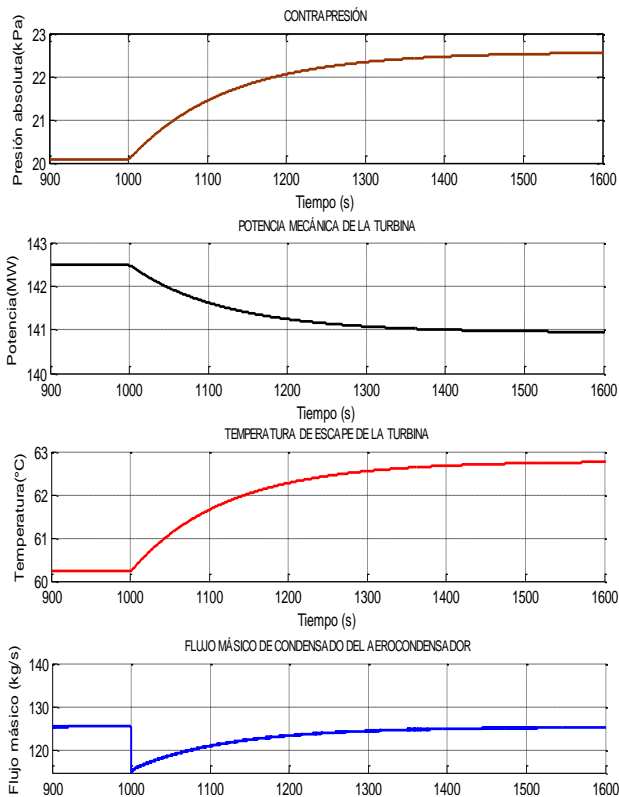 CONTRAPRESIÓN
Presión absoluta(kPa)
23
22
21
20
900 1000 1100 1200 1300 1400 1500 1600
Tiempo (s)
POTENCIA MECÁNICA DE LA TURBINA
Potencia(MW)
143
142
141
140
900 1000 1100 1200 1300 1400 1500 1600
Tiempo (s)
TEMPERATURA DE ESCAPE DE LA TURBINA
Temperatura(°C)
63
62
61
60
900 1000 1100 1200 1300 1400 1500 1600
Tiempo (s)
FLUJO MÁSICO DE CONDENSADO DEL AEROCONDENSADOR
Flujo másico (kg/s)
140
130
120
900 1000 1100 1200 1300 1400 1500 1600